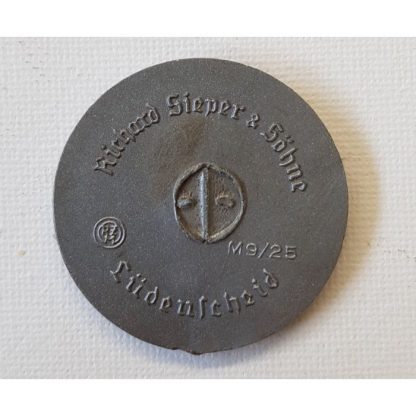 Richard Sieper & Söhne
M9/25
Lüdenscheid